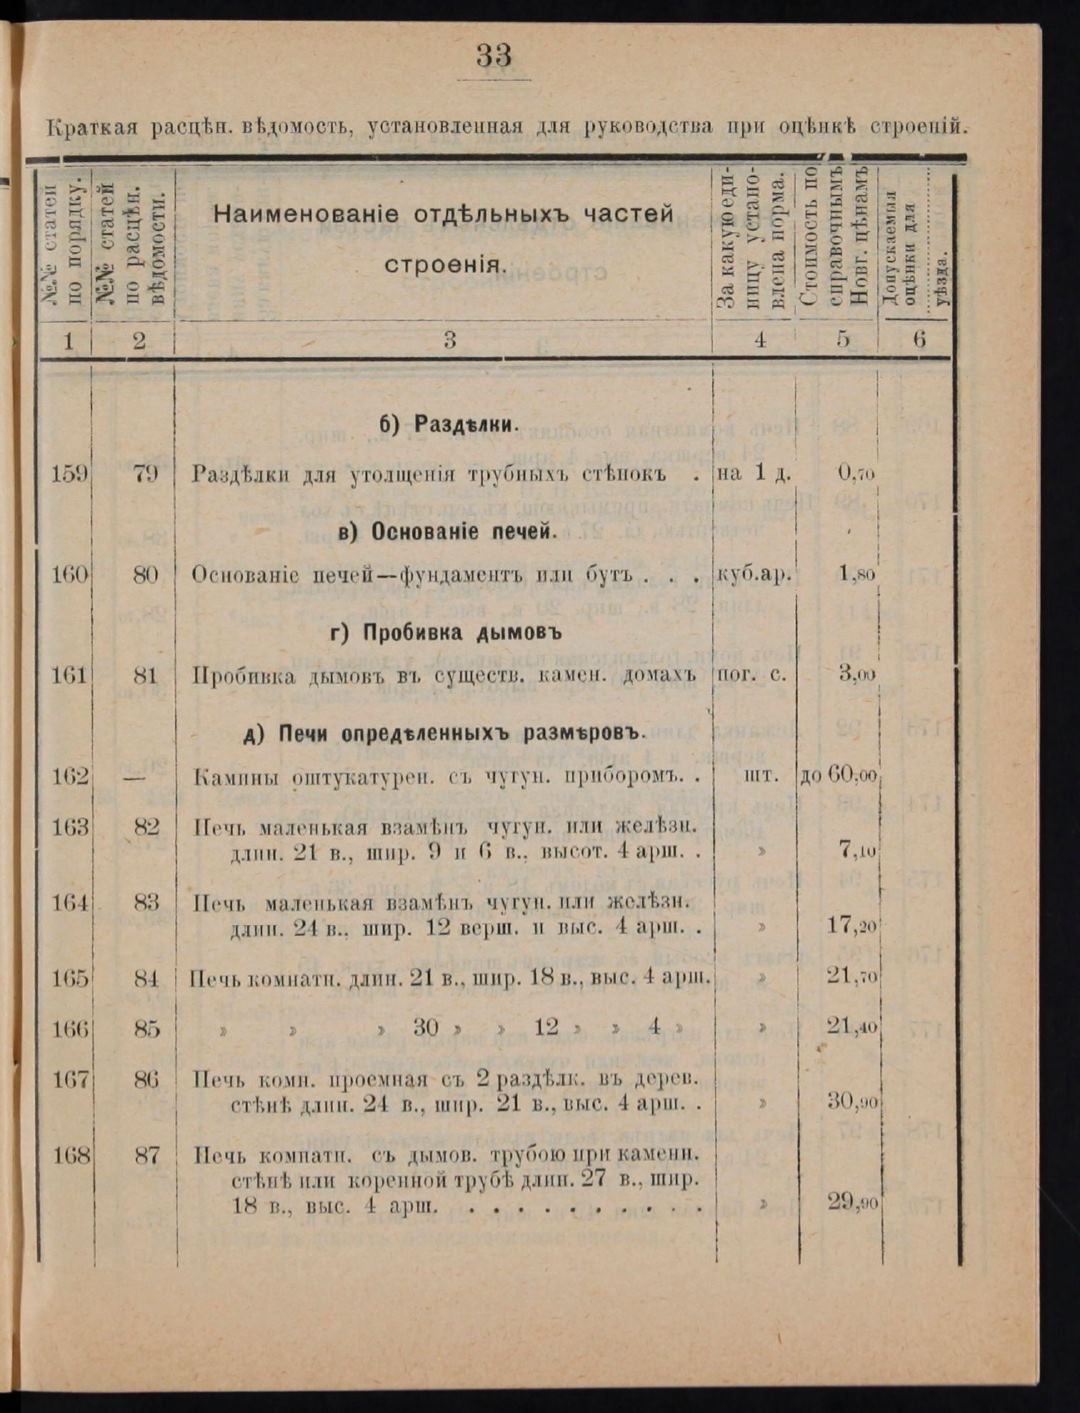 33
Краткая расцѣн. вѣдомость, установленная для руководства при оцѣнкѣ строеній.
№№ статей
по порядку.
№№ статей
по расцѣн.
вѣдомости.
Наименованіе отдѣльныхъ частей
строенія.
За какую еди-
ницу устано-
влена норма.
Стоимость по
справочнымъ
Новг. цѣнамъ
Допускаемыя
оцѣнки для
............
уѣзда.
1 2 3 4 5 6
б) Раздѣлки.
159 79 Раздѣлки для утолщенія трубныхъ стѣнокъ . на 1 д. 0,70
в) Основаніе печей.
160 80 Основаніе печей—фундаментъ или бутъ . . . куб.ар. 1,80
г) Пробивка дымовъ
161 81 Пробивка дымовъ въ существ. камен. домахъ пог. с. 3,00
д) Печи опредѣленныхъ размѣровъ.
162 — Камины оштукатурен. съ чугун. приборомъ. . шт. до 60,00
163 82 Печь маленькая взамѣнъ чугун. или желѣзн.
длин. 21 в., шир. 9 и 6 в., высот. 4 арш. . » 7,10
164 83 Печь маленькая взамѣнъ чугун. или желѣзн.
длин. 24 в., шир. 12 верш. и выс. 4 арш. . » 17,20
165 84 Печь комнатн. длин. 21 в., шир. 18 в., выс. 4 арш. » 21,70
166 85 » » » 30 » » 12 » » 4 » » 21,40
167 86 Печь комн. проемная съ 2 раздѣлк. въ дерев.
стѣнѣ длин. 24 в., шир. 21 в., выс. 4 арш. . » 30,90
168 87 Печь комнатн. съ дымов. трубою при каменн.
стѣнѣ или коренной трубѣ длин. 27 в., шир.
18 в., выс. 4 арш. . . . . . . . . . . » 29,90